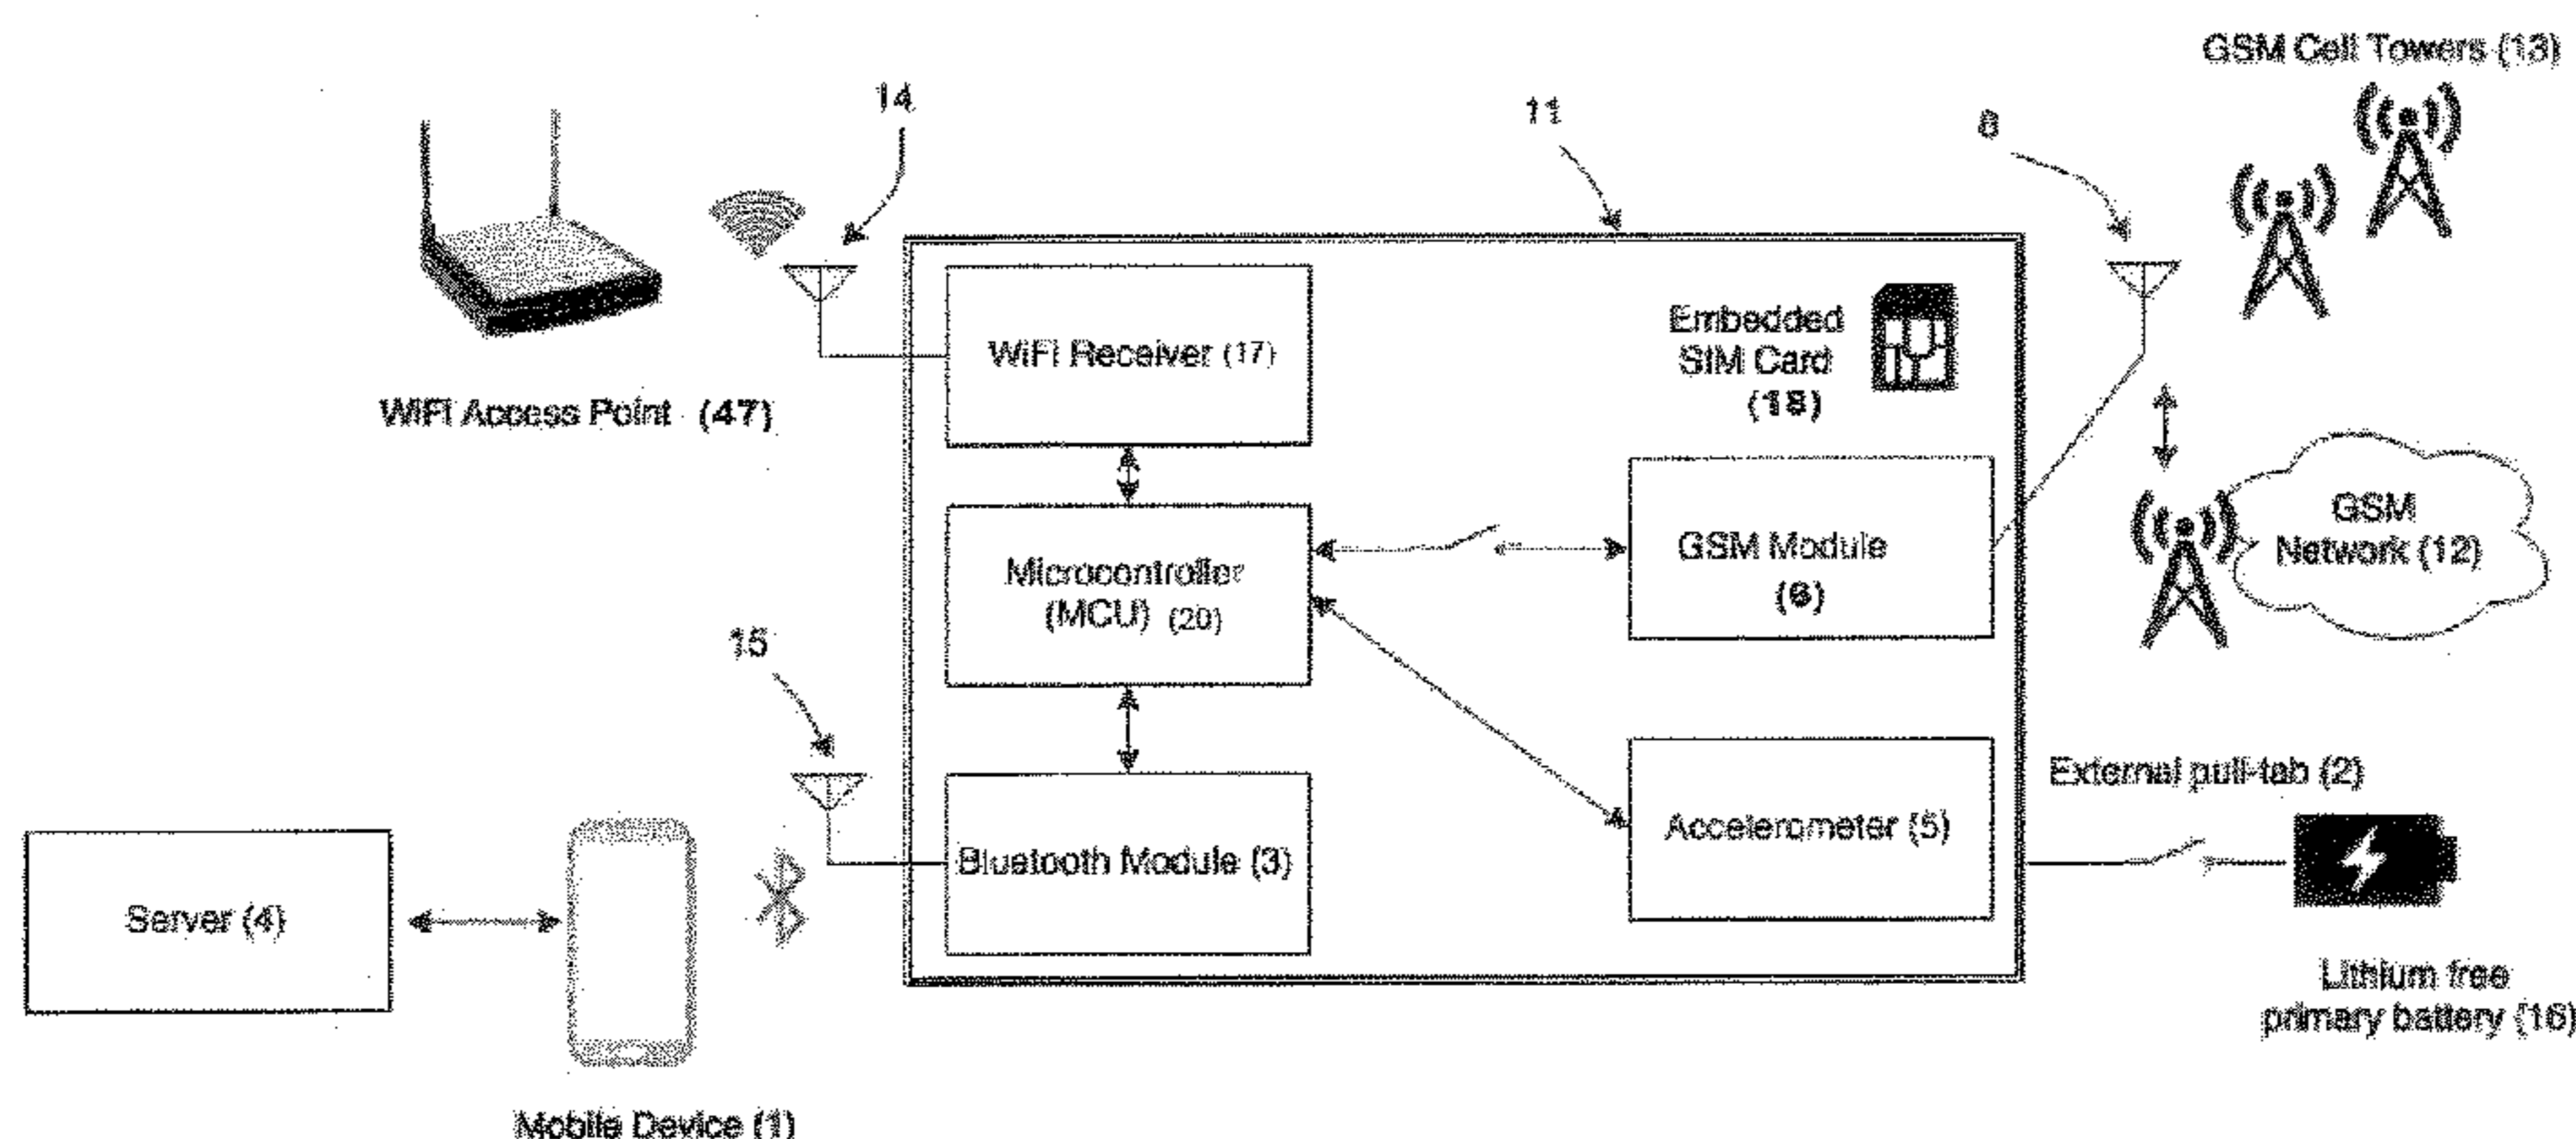 GSM Cell Towers (13)
14
11
8
WiFi Receiver (17)
Embedded
SIM Card
(18)
WiFi Access Point (47)
GSM
Network (12)
GSM Module
(6)
Microcontroller
(MCU) (20)
15
External pull-tab (2)
Accelerometer (5)
Bluetooth Module (3)
Server (4)
Lithium free
primary battery (16)
Mobile Device (1)